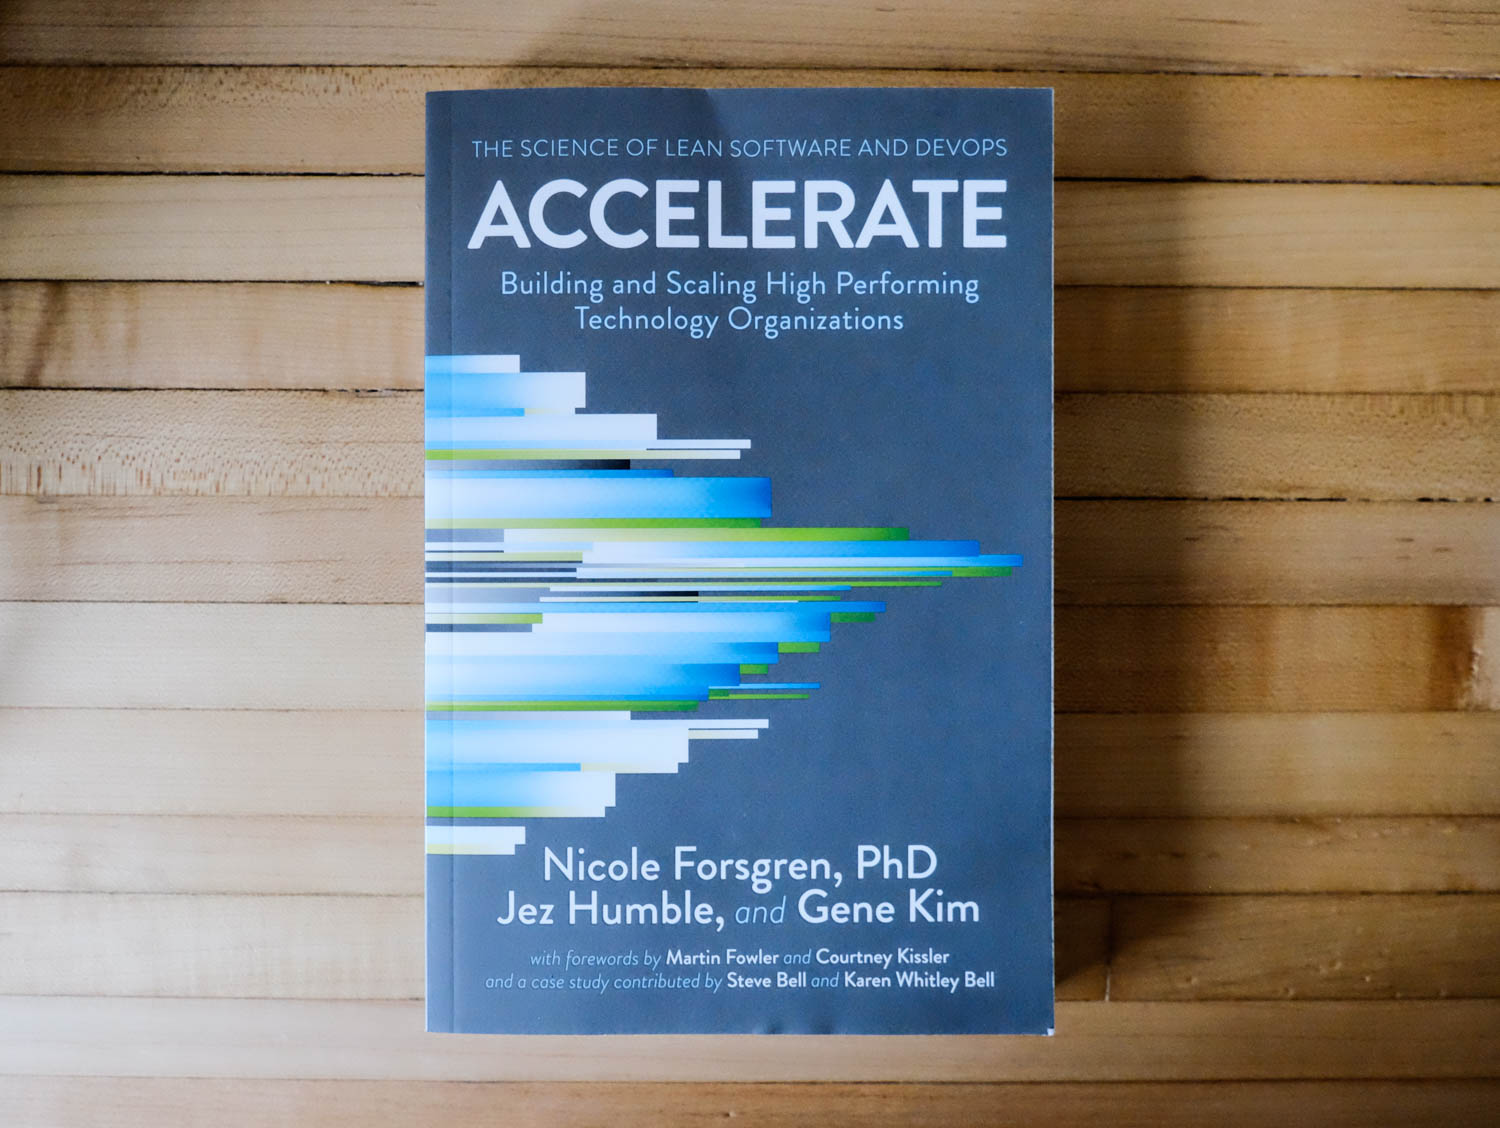 THE SCIENCE OF LEAN SOFTWARE AND DEVOPS
ACCELERATE
Building and Scaling High Performing
Technology Organizations
Nicole Forsgren, PhD
Jez Humble, and Gene Kim
with forewords by Martin Fowler and Courtney Kissler
and a case study contributed by Steve Bell and Karen Whitley Bell